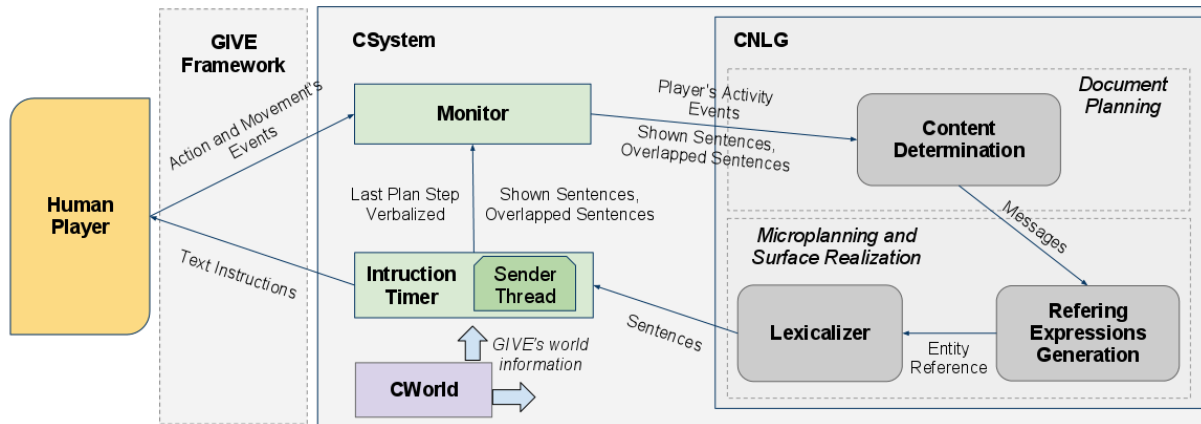 GIVE
Framework
CSystem
CNLG
Document
Planning
Action and Movement's
Events
Monitor
Player's Activity
Events
Shown Sentences,
Overlapped Sentences
Content
Determination
Human
Player
Last Plan Step
Verbalized
Shown Sentences,
Overlapped Sentences
Messages
Microplanning and
Surface Realization
Text Instructions
Intruction
Timer
Sender
Thread
Sentences
Lexicalizer
Entity
Reference
Refering
Expressions
Generation
GIVE's world
information
CWorld